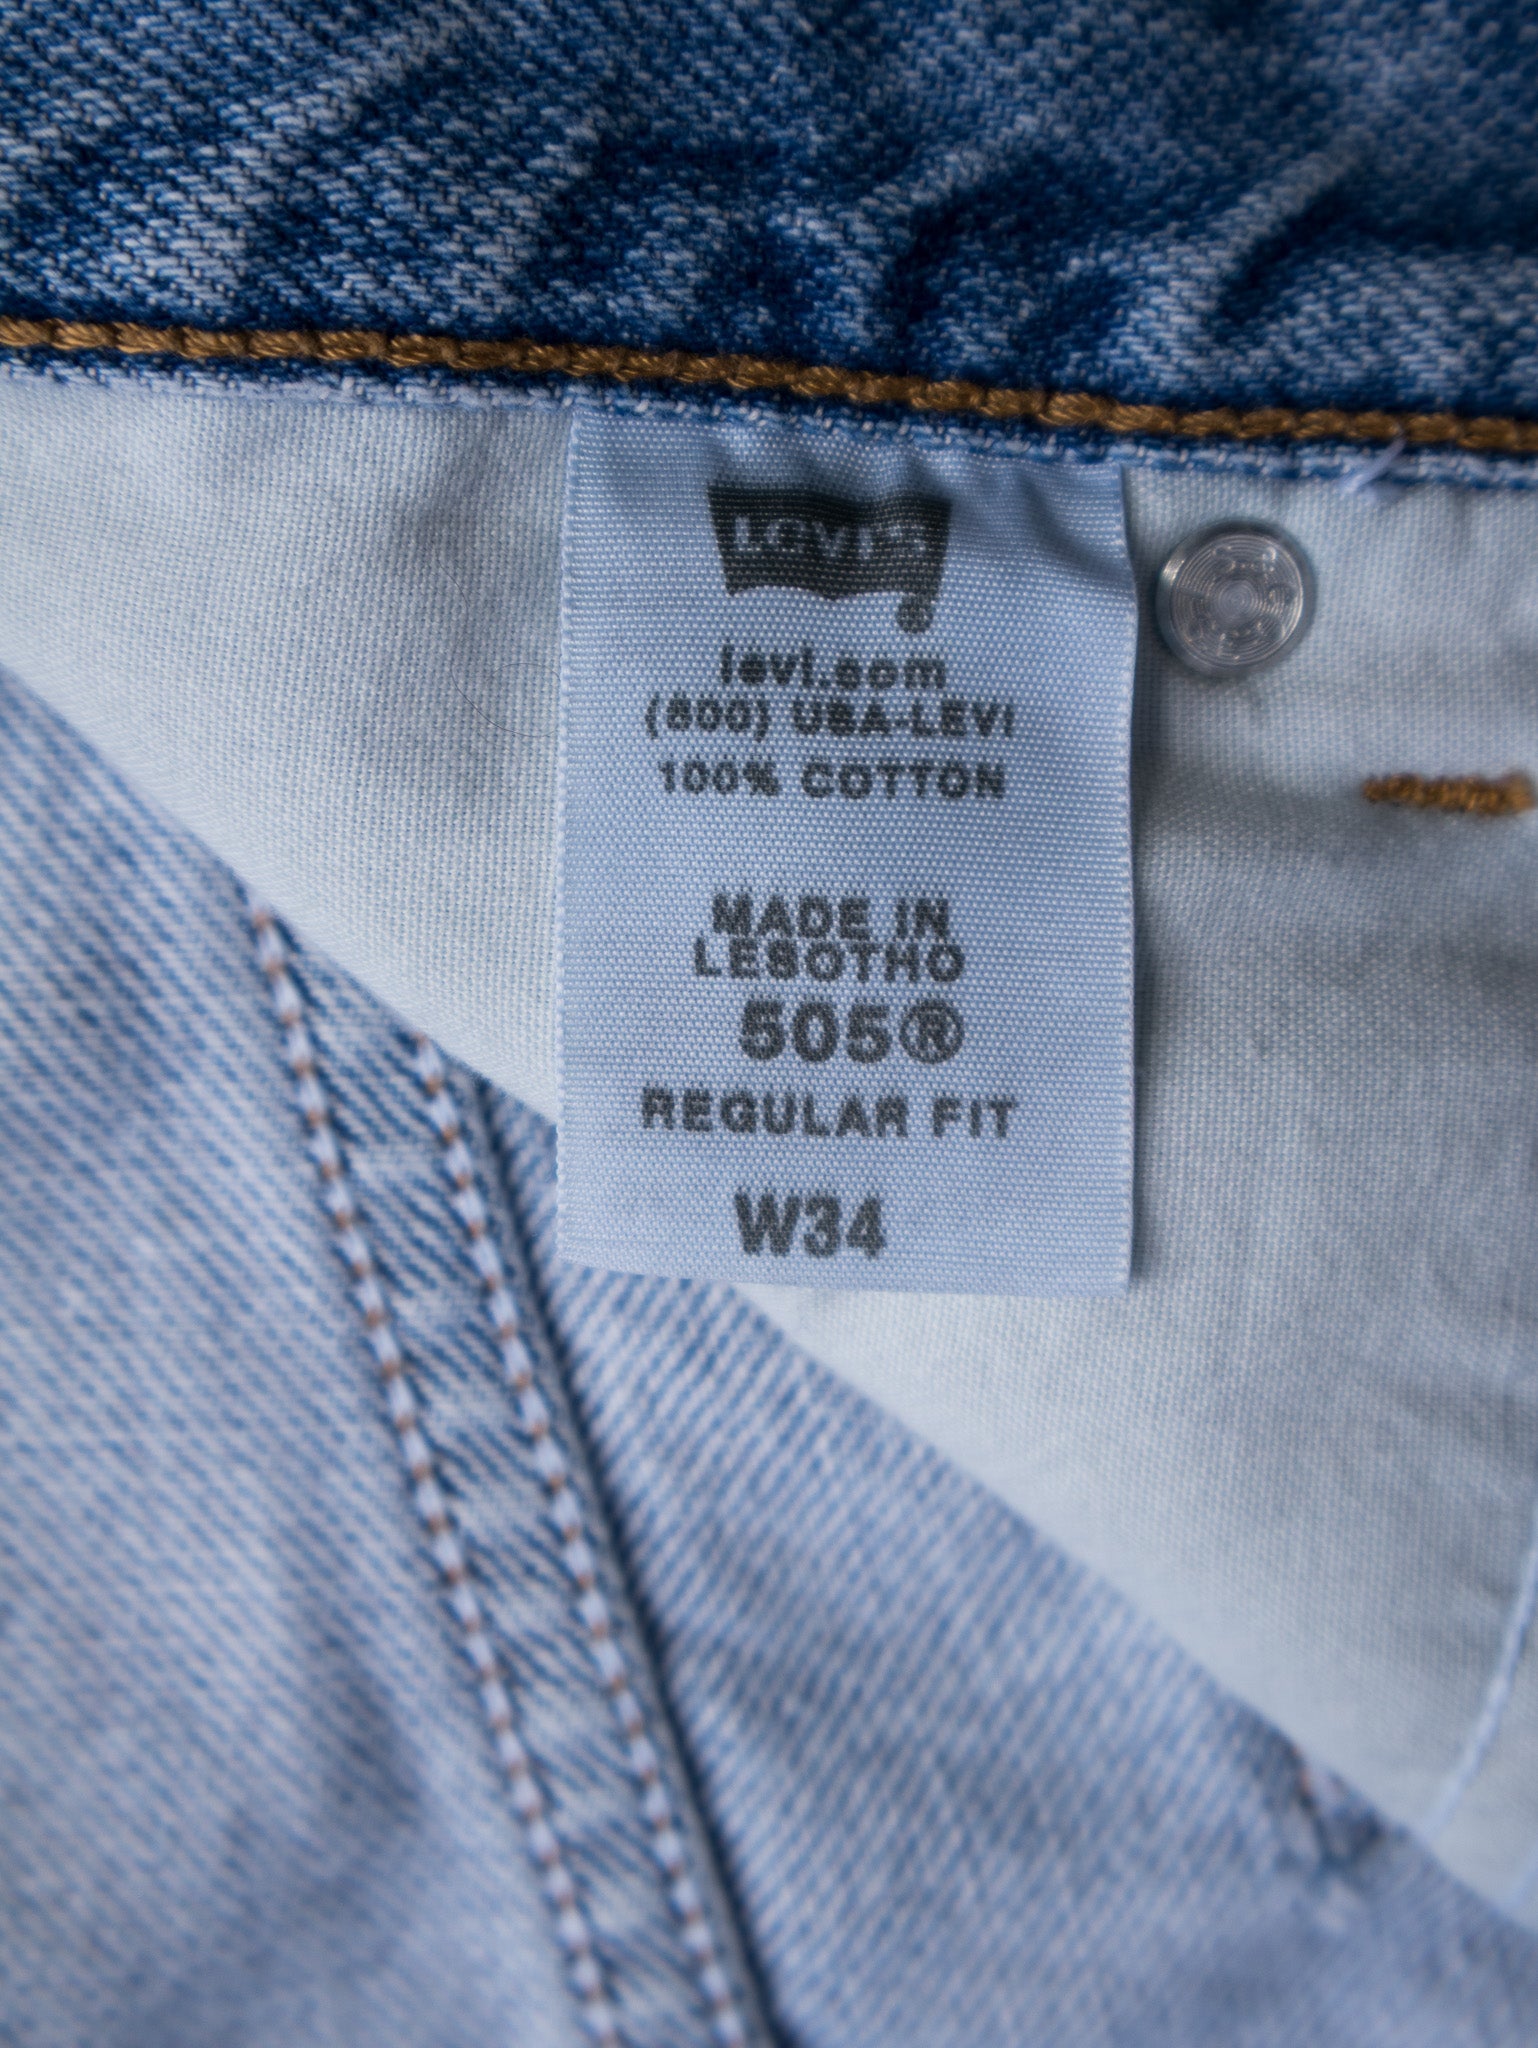 LEVI'S
levi.com
(800) USA-LEVI
100% COTTON
MADE IN
LESOTHO
505®
REGULAR FIT
W34